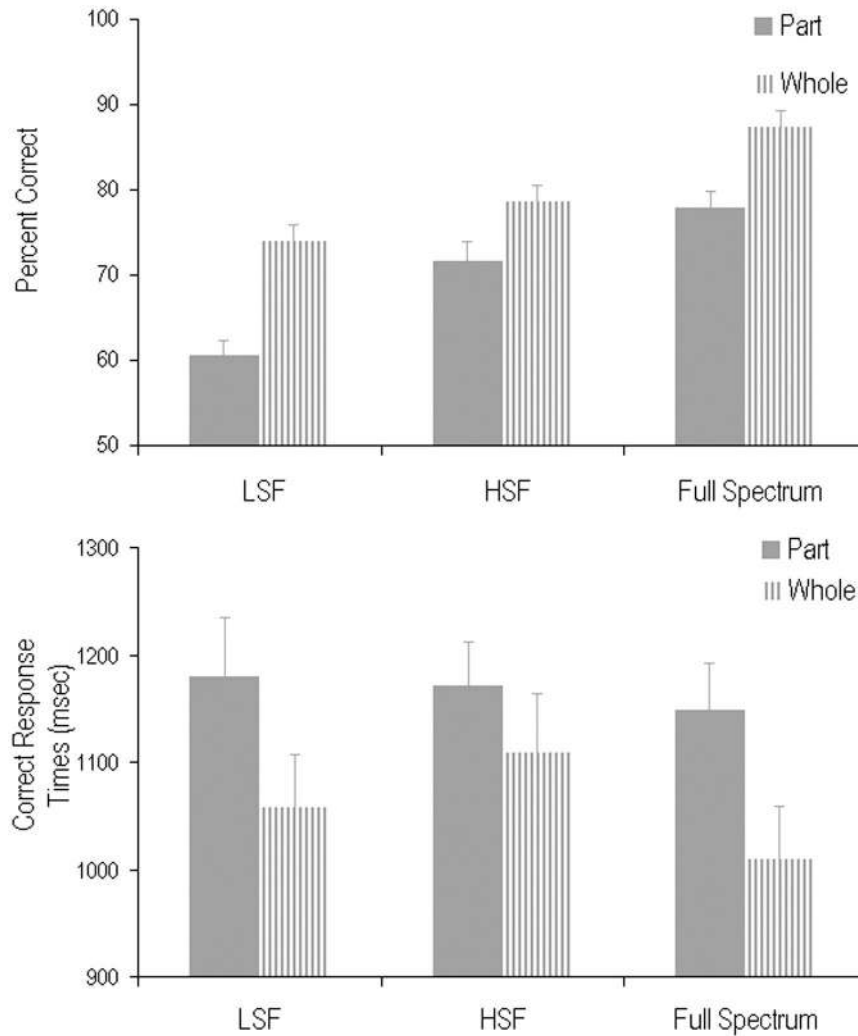 100
90
80
70
60
50
Percent Correct
Part
Whole
LSF HSF Full Spectrum
1300
1200
1100
1000
900
Correct Response
Times (msec)
Part
Whole
LSF HSF Full Spectrum